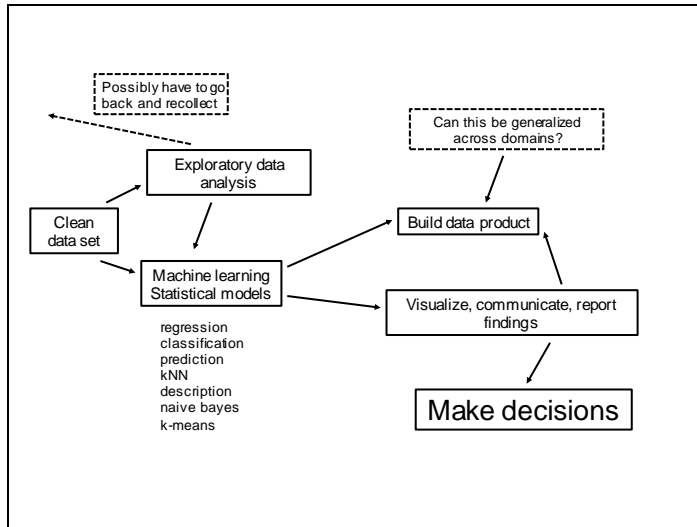 Possibly have to go
back and recollect
Can this be generalized
across domains?
Exploratory data
analysis
Clean
data set
Build data product
Machine learning
Statistical models
Visualize, communicate, report
findings
regression
classification
prediction
kNN
description
naive bayes
k-means
Make decisions